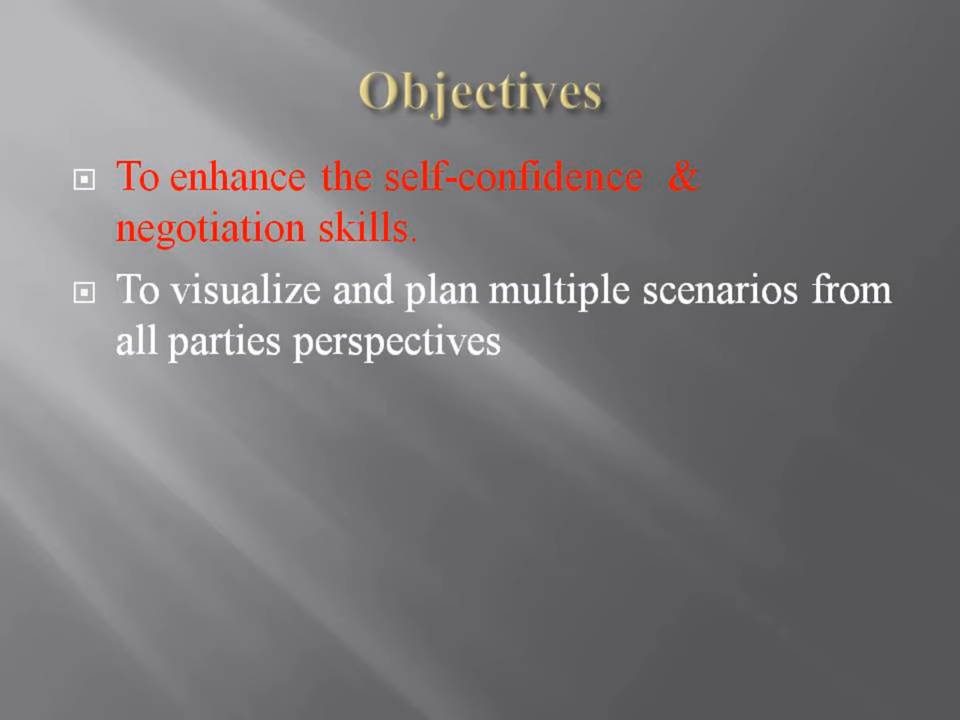 Objectives
To enhance the self-confidence &
negotiation skills.
To visualize and plan multiple scenarios from
all parties perspectives